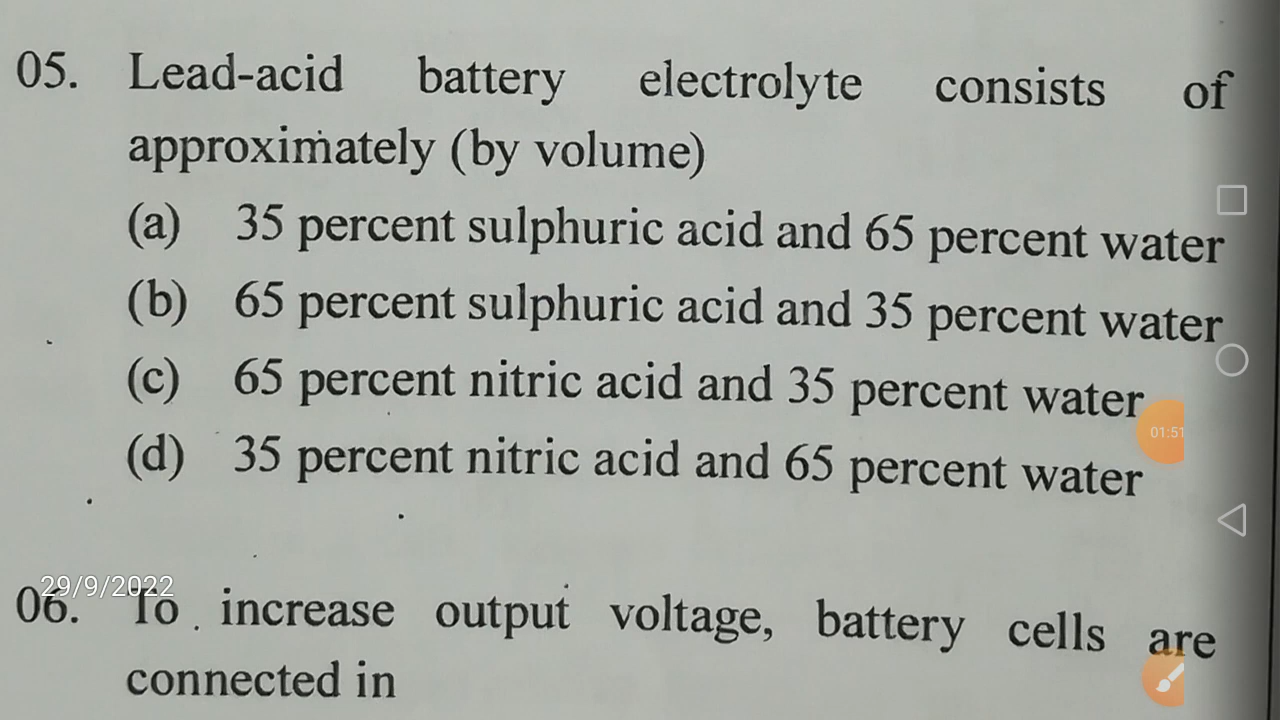 05. Lead-acid battery electrolyte consists of
approximately (by volume)
(a) 35 percent sulphuric acid and 65 percent water
(b) 65 percent sulphuric acid and 35 percent water
(c) 65 percent nitric acid and 35 percent water
01:51
(d) 35 percent nitric acid and 65 percent water
29/9/2022
06. To increase output voltage, battery cells are
connected in